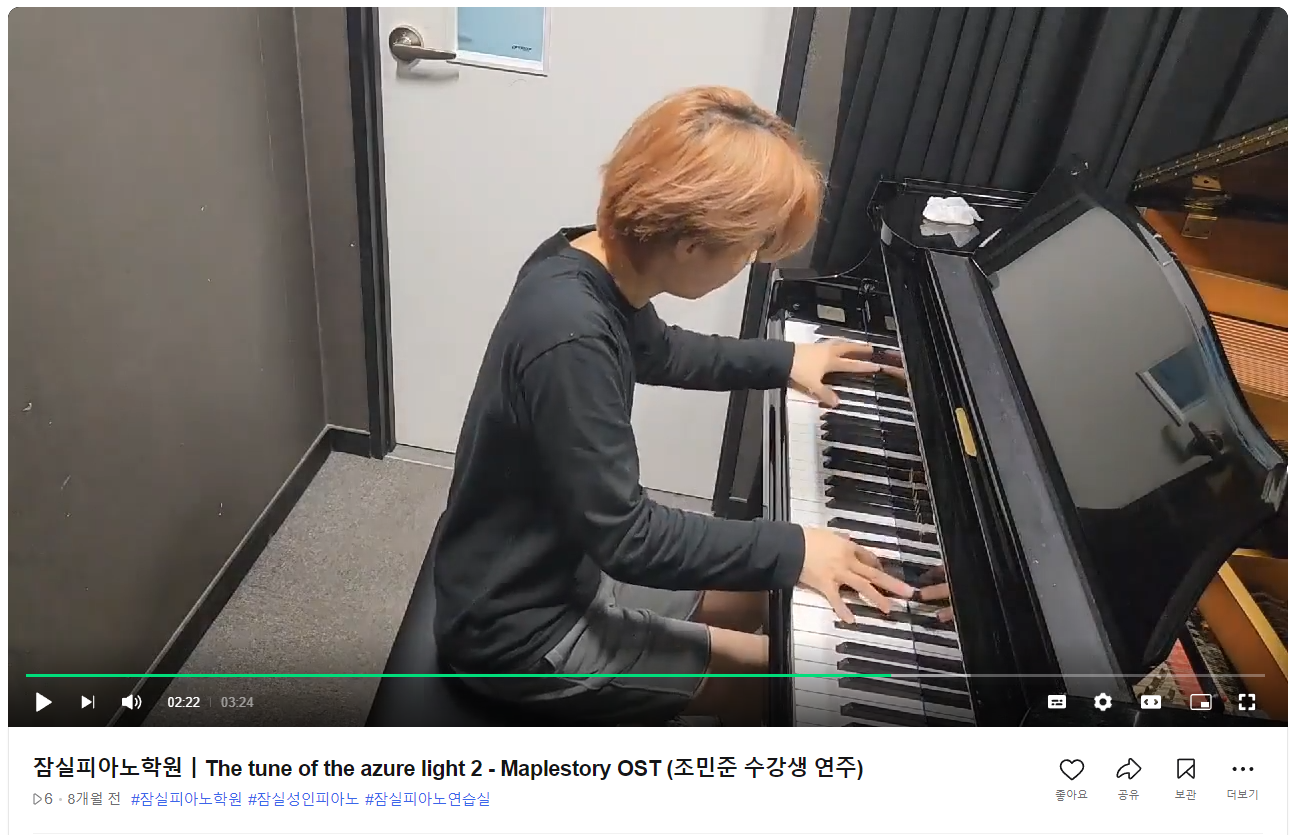 02:22 | 03:24
잠실피아노학원 | The tune of the azure light 2 - Maplestory OST (조민준 수강생 연주)
6 · 8개월 전 #잠실피아노학원 #잠실성인피아노 #잠실피아노연습실
좋아요 공유 보관 더보기